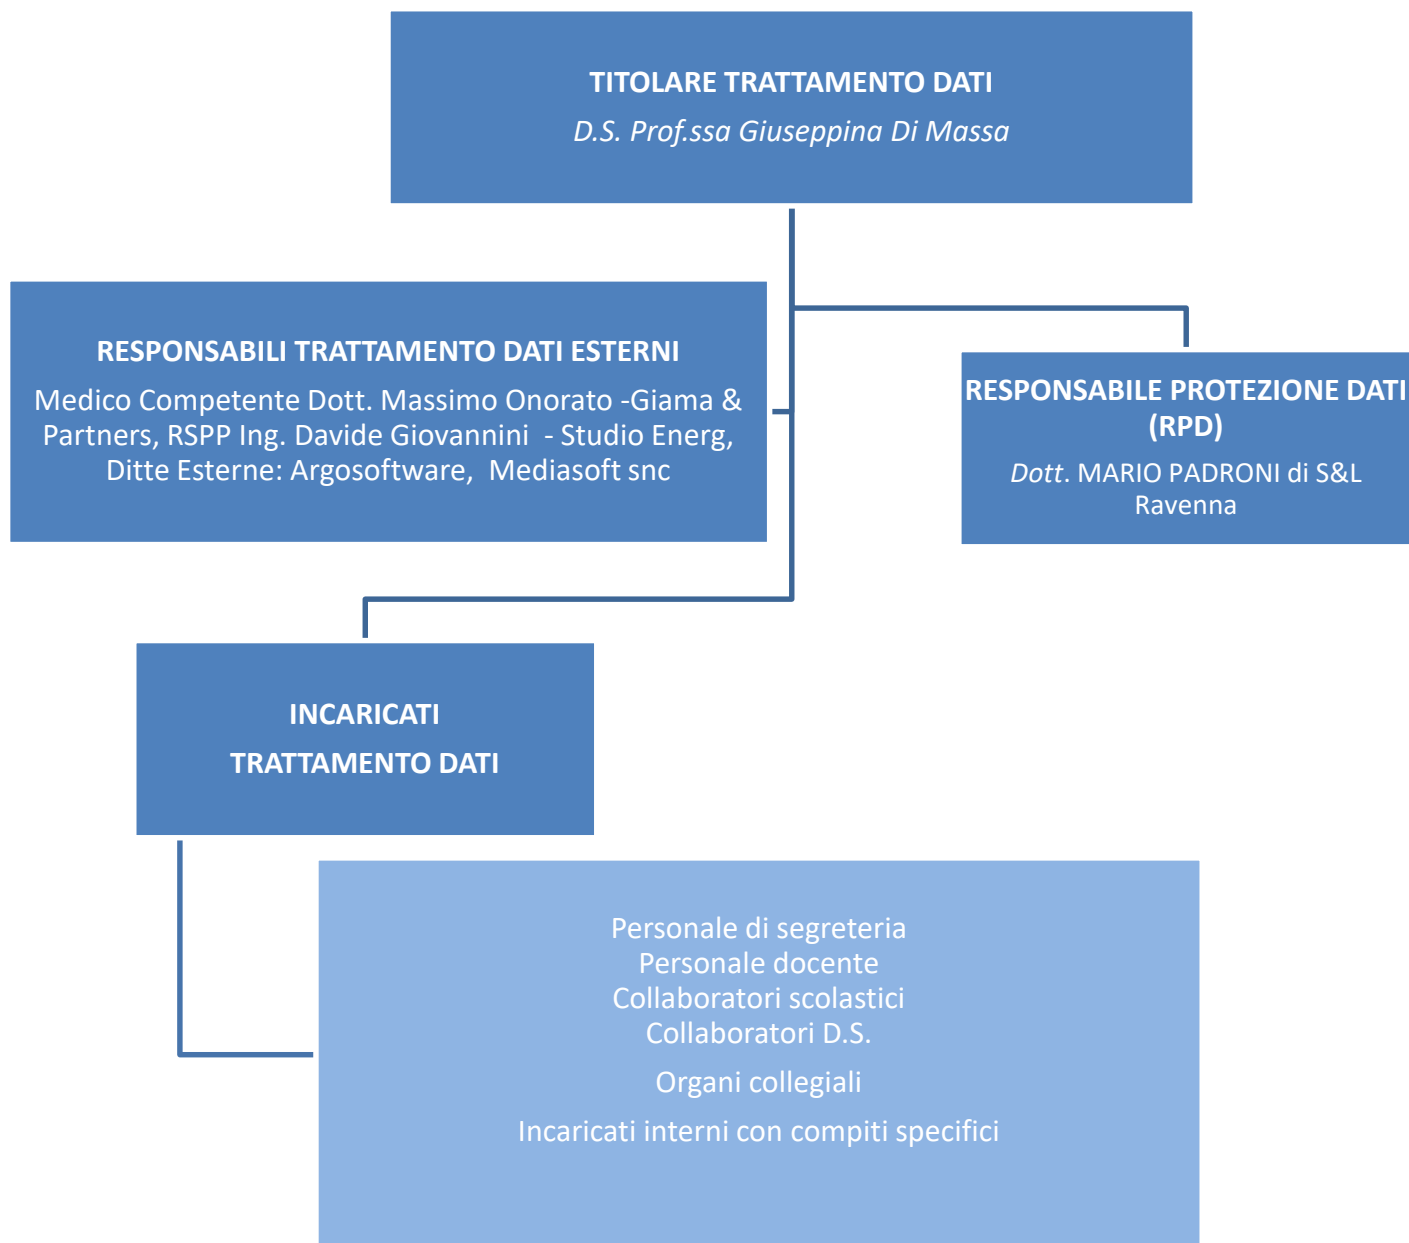 TITOLARE TRATTAMENTO DATI
D.S. Prof.ssa Giuseppina Di Massa
RESPONSABILI TRATTAMENTO DATI ESTERNI
Medico Competente Dott. Massimo Onorato -Giama &
Partners, RSPP Ing. Davide Giovannini - Studio Energ,
Ditte Esterne: Argosoftware, Mediasoft snc
RESPONSABILE PROTEZIONE DATI
(RPD)
Dott. MARIO PADRONI di S&L
Ravenna
INCARICATI
TRATTAMENTO DATI
Personale di segreteria
Personale docente
Collaboratori scolastici
Collaboratori D.S.
Organi collegiali
Incaricati interni con compiti specifici